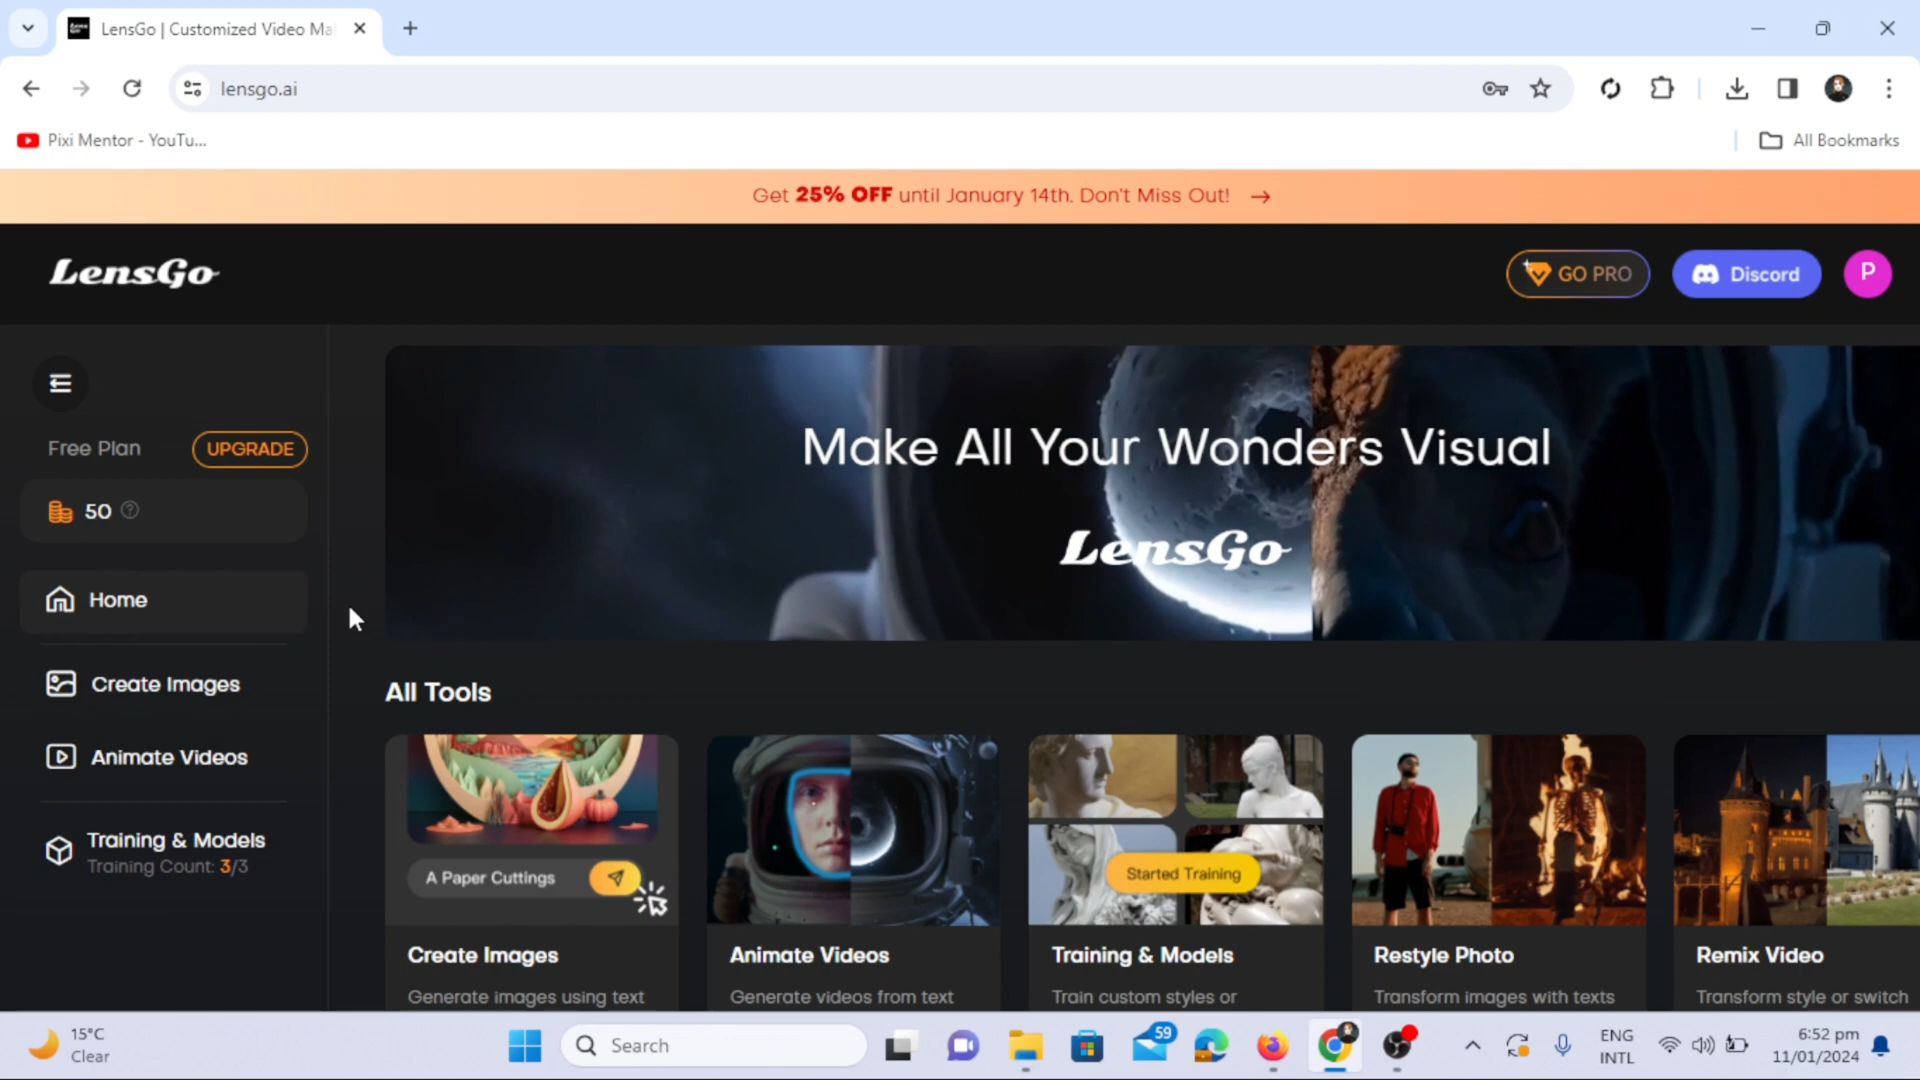 LensGo | Customized Video Ma
lensgo.ai
Pixi Mentor - YouTu...
All Bookmarks
Get 25% OFF until January 14th. Don't Miss Out! →
LensGo
GO PRO
Discord
P
Free Plan
UPGRADE
50
Home
Create Images
Animate Videos
Training & Models
Training Count: 3/3
Make All Your Wonders Visual
LensGo
All Tools
A Paper Cuttings
Started Training
Create Images
Animate Videos
Training & Models
Restyle Photo
Remix Video
Generate images using text
Generate videos from text
Train custom styles or
Transform images with texts
Transform style or switch
15°C
Clear
Search
59
ENG
INTL
6:52 pm
11/01/2024